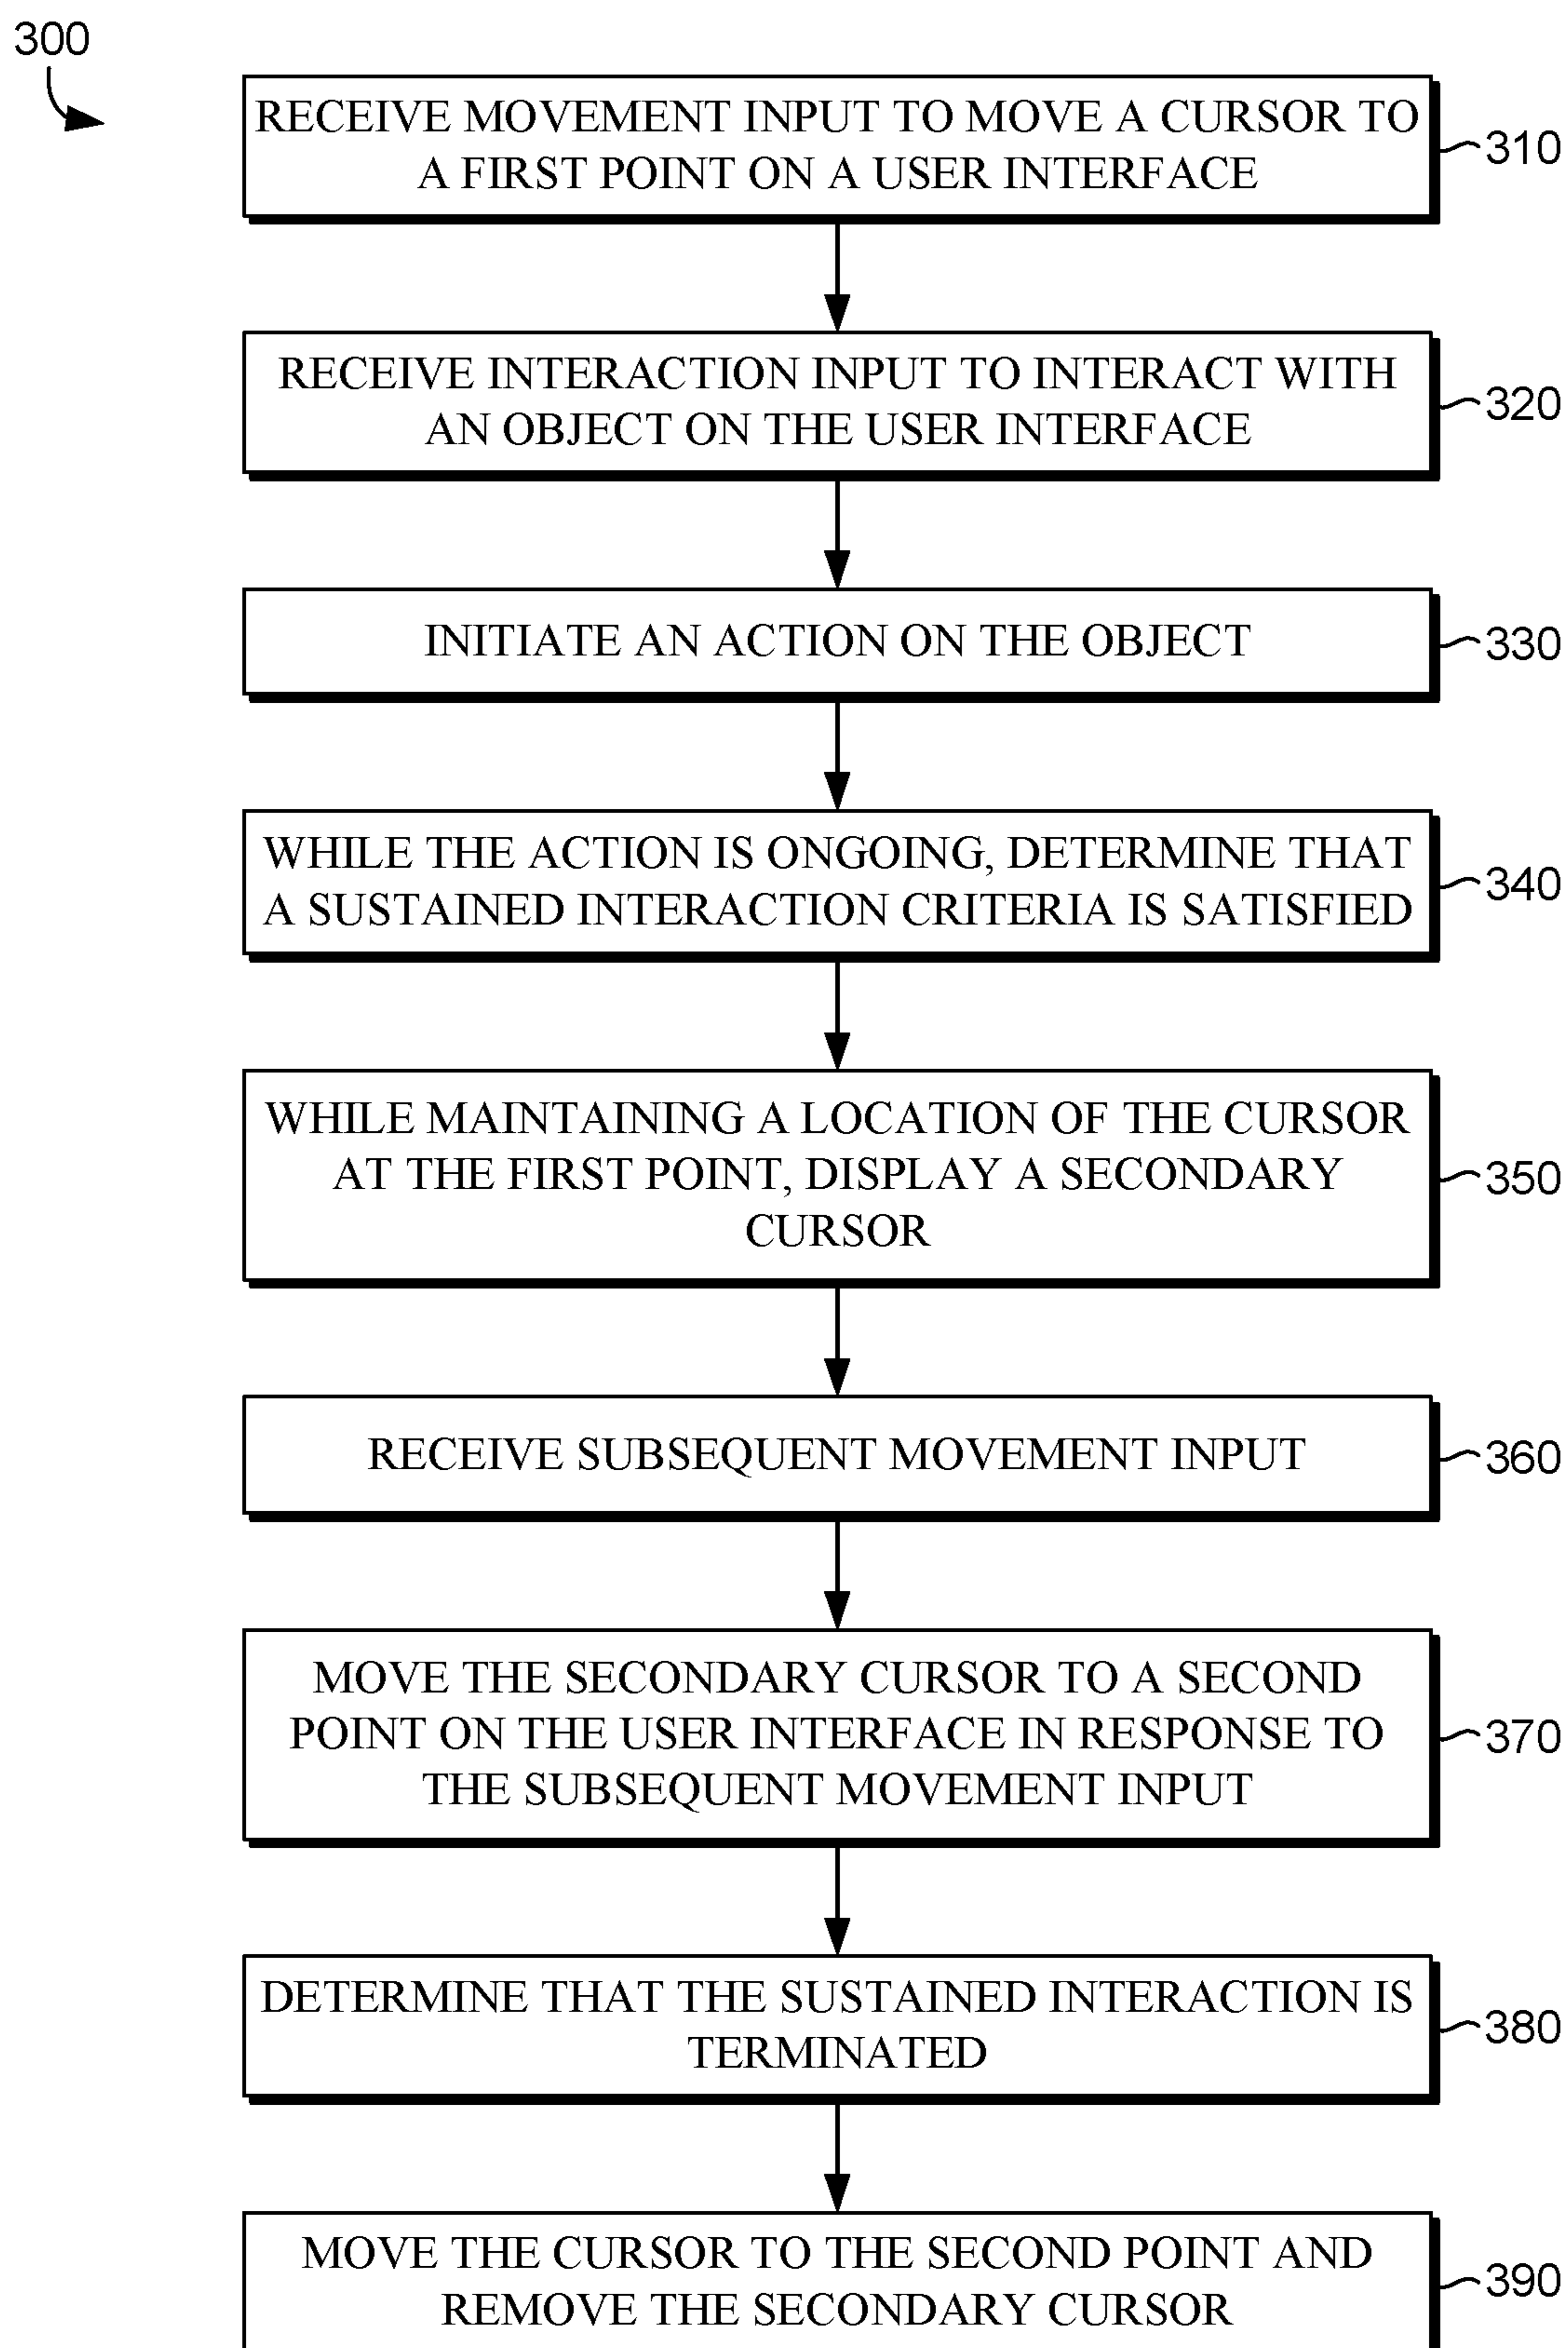 300
RECEIVE MOVEMENT INPUT TO MOVE A CURSOR TO
A FIRST POINT ON A USER INTERFACE
310
RECEIVE INTERACTION INPUT TO INTERACT WITH
AN OBJECT ON THE USER INTERFACE
320
INITIATE AN ACTION ON THE OBJECT
330
WHILE THE ACTION IS ONGOING, DETERMINE THAT
A SUSTAINED INTERACTION CRITERIA IS SATISFIED
340
WHILE MAINTAINING A LOCATION OF THE CURSOR
AT THE FIRST POINT, DISPLAY A SECONDARY
CURSOR
350
RECEIVE SUBSEQUENT MOVEMENT INPUT
360
MOVE THE SECONDARY CURSOR TO A SECOND
POINT ON THE USER INTERFACE IN RESPONSE TO
THE SUBSEQUENT MOVEMENT INPUT
370
DETERMINE THAT THE SUSTAINED INTERACTION IS
TERMINATED
380
MOVE THE CURSOR TO THE SECOND POINT AND
REMOVE THE SECONDARY CURSOR
390